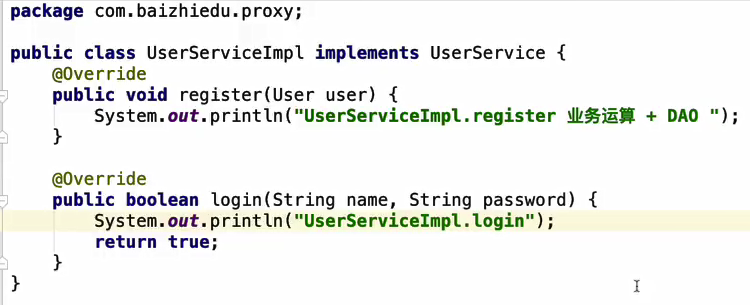 package com.baizhiedu.proxy;
public class UserServiceImpl implements UserService {
@Override
public void register(User user) {
System.out.println("UserServiceImpl.register 业务运算 + DAO ");
}
@Override
public boolean login(String name, String password) {
System.out.println("UserServiceImpl.login");
return true;
}
}